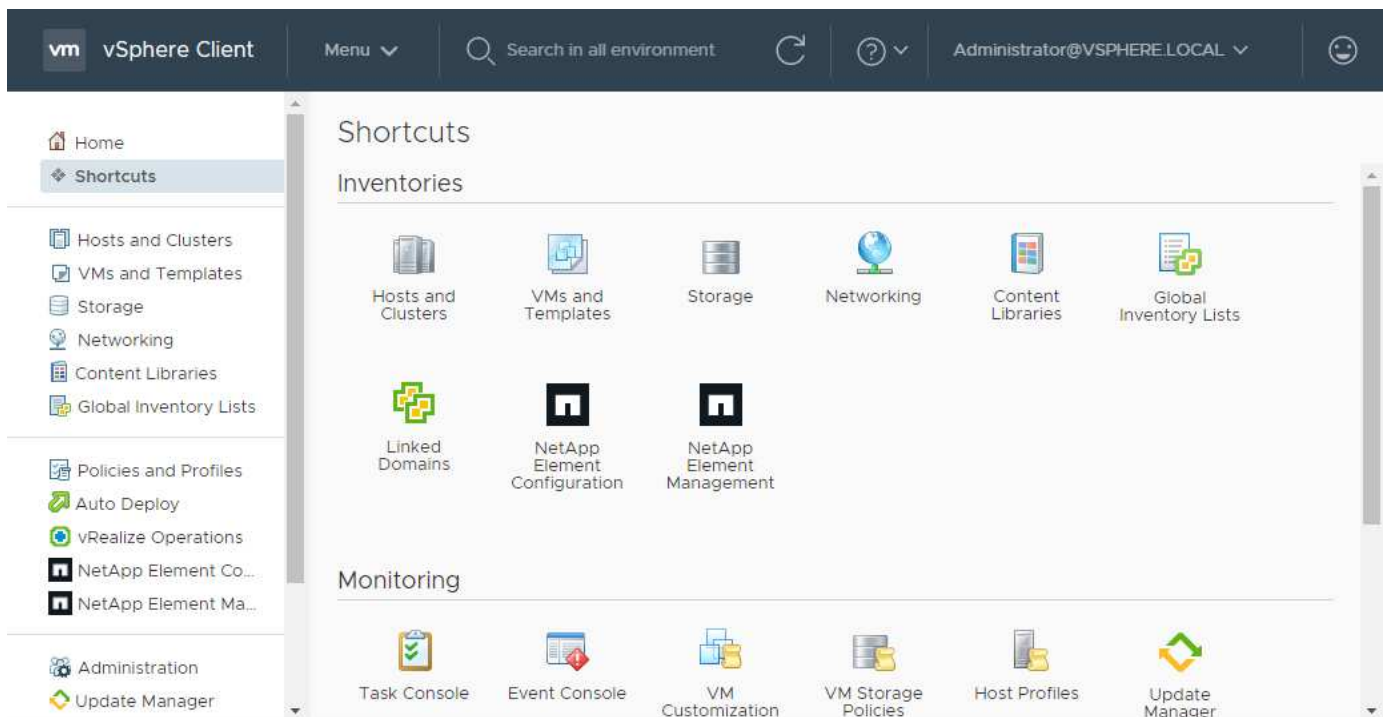 vm vSphere Client Menu Search in all environment Administrator@VSPHERE.LOCAL
Home
Shortcuts
Hosts and Clusters
VMs and Templates
Storage
Networking
Content Libraries
Global Inventory Lists
Policies and Profiles
Auto Deploy
vRealize Operations
NetApp Element Co...
NetApp Element Ma...
Administration
Update Manager
Shortcuts
Inventories
Hosts and
Clusters
VMs and
Templates
Storage
Networking
Content
Libraries
Global
Inventory Lists
Linked
Domains
NetApp
Element
Configuration
NetApp
Element
Management
Monitoring
Task Console
Event Console
VM
Customization
VM Storage
Policies
Host Profiles
Update
Manager